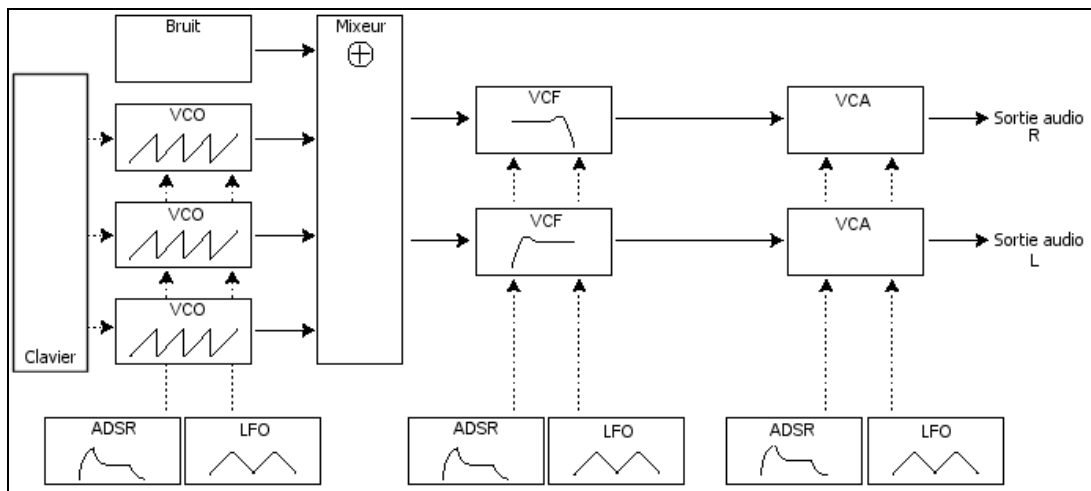 Bruit
Mixeur
VCO
VCF
VCA
Sortie audio
R
VCO
VCF
VCA
Sortie audio
L
VCO
Clavier
ADSR
LFO
ADSR
LFO
ADSR
LFO